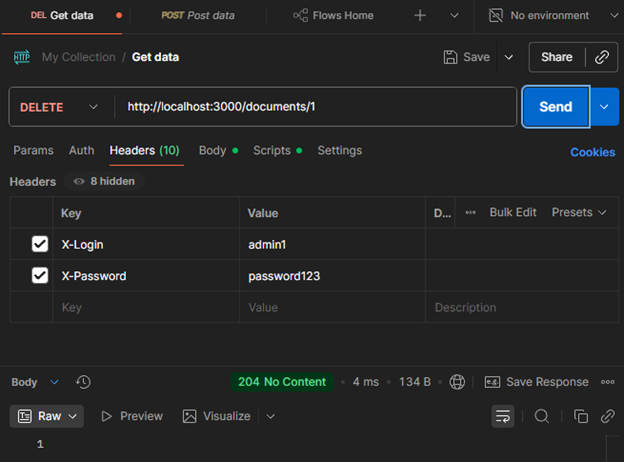 DEL Get data POST Post data Flows Home No environment
HTTP My Collection / Get data Save Share
DELETE http://localhost:3000/documents/1 Send
Params Auth Headers (10) Body Scripts Settings Cookies
Headers 8 hidden
Key Value D... Bulk Edit Presets
X-Login admin1
X-Password password123
Key Value Description
Body 204 No Content • 4 ms • 134 B • e.g. Save Response
Raw Preview Visualize
1